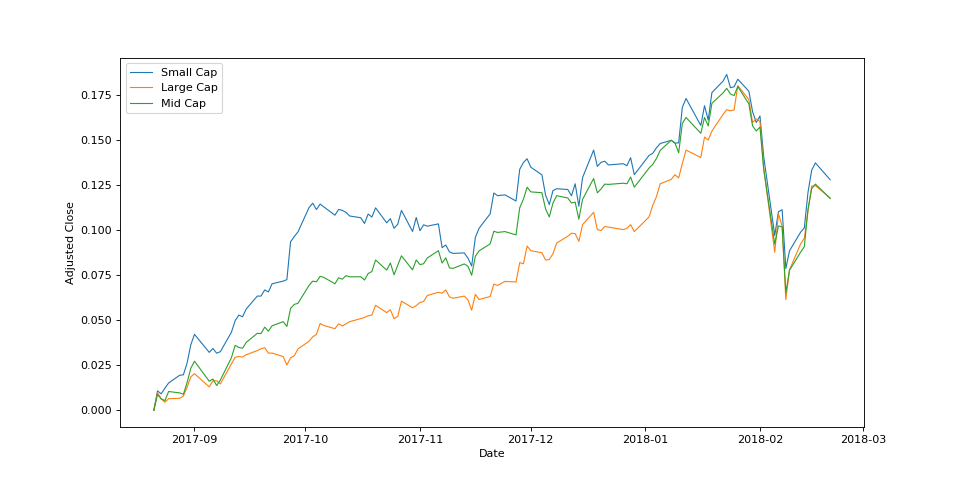 Small Cap
Large Cap
Mid Cap
0.175
0.150
0.125
0.100
0.075
0.050
0.025
0.000
Adjusted Close
2017-09 2017-10 2017-11 2017-12 2018-01 2018-02 2018-03
Date